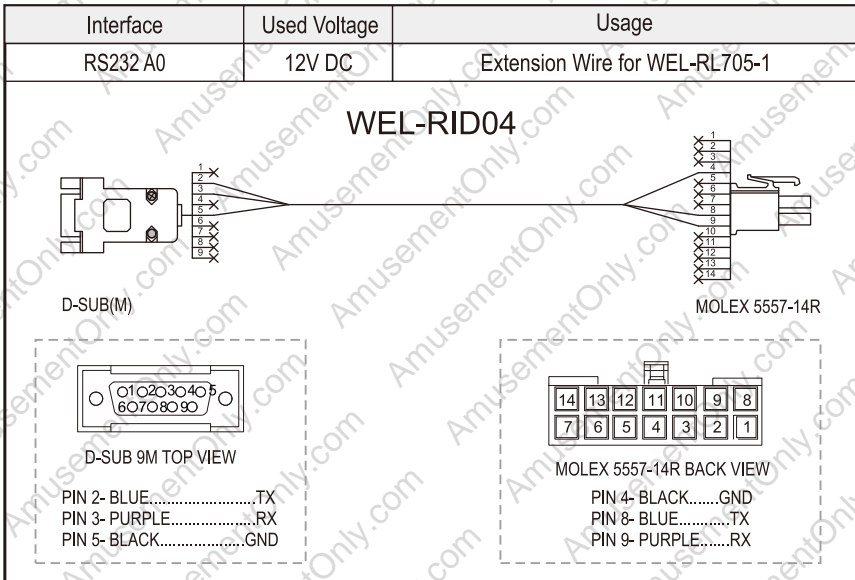 Interface Used Voltage Usage
RS232 A0 12V DC Extension Wire for WEL-RL705-1
WEL-RID04
1
2
3
4
5
6
7
8
9
1
2
3
4
5
6
7
8
9
10
11
12
13
14
D-SUB(M)
MOLEX 5557-14R
1 2 3 4 5
6 7 8 9
D-SUB 9M TOP VIEW
PIN 2- BLUE........................TX
PIN 3- PURPLE....................RX
PIN 5- BLACK....................GND
14 13 12 11 10 9 8
7 6 5 4 3 2 1
MOLEX 5557-14R BACK VIEW
PIN 4- BLACK.......GND
PIN 8- BLUE............TX
PIN 9- PURPLE.......RX
AmusementOnly.com